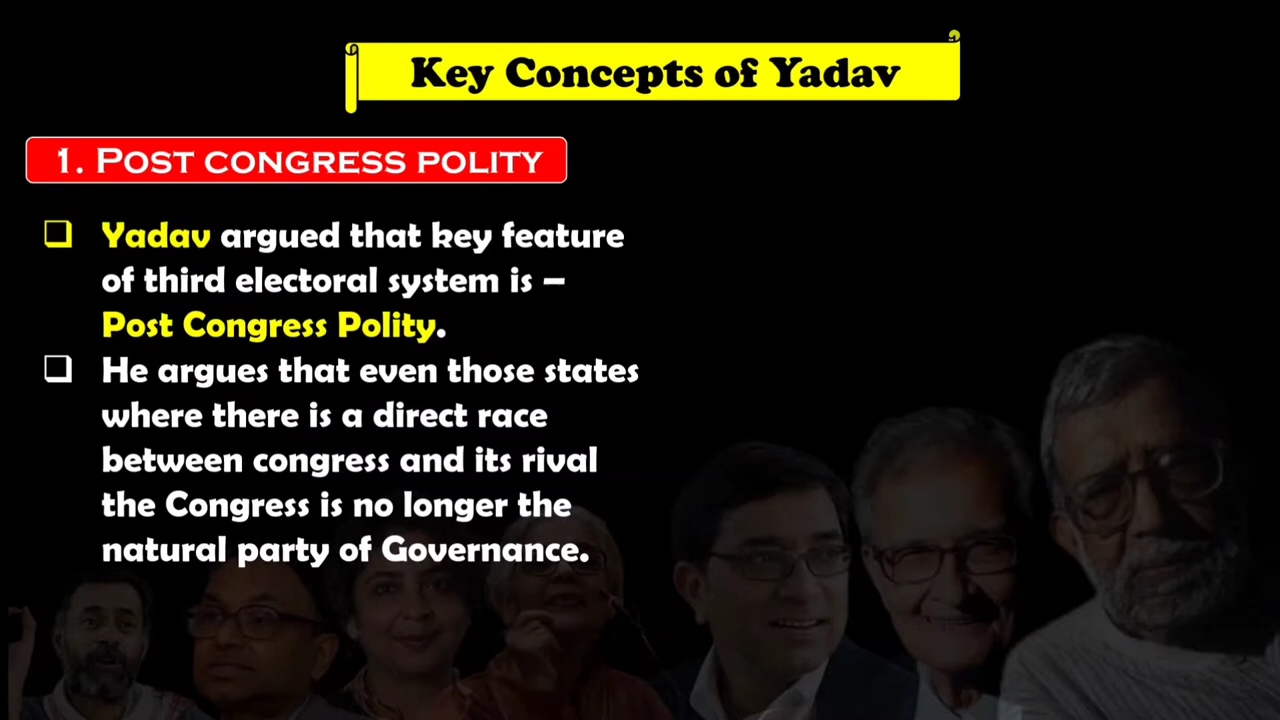 Key Concepts of Yadav
1. POST CONGRESS POLITY
❑ Yadav argued that key feature
of third electoral system is –
Post Congress Polity.
❑ He argues that even those states
where there is a direct race
between congress and its rival
the Congress is no longer the
natural party of Governance.